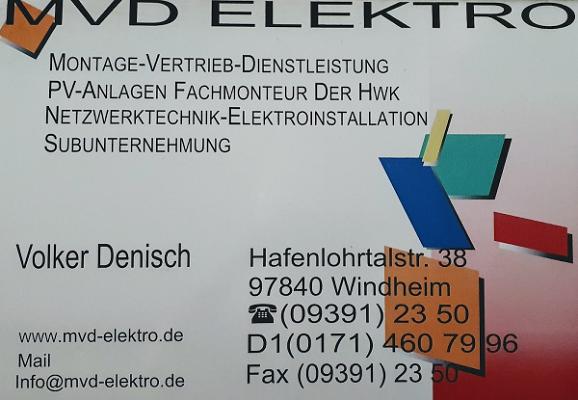 MVD ELEKTRO
MONTAGE-VERTRIEB-DIENSTLEISTUNG
PV-ANLAGEN FACHMONTEUR DER HWK
NETZWERKTECHNIK-ELEKTROINSTALLATION
SUBUNTERNEHMUNG
Volker Denisch
Hafenlohrtalstr. 38
97840 Windheim
☎(09391) 23 50
D1(0171) 460 79 96
Fax (09391) 23 50
www.mvd-elektro.de
Mail
Info@mvd-elektro.de